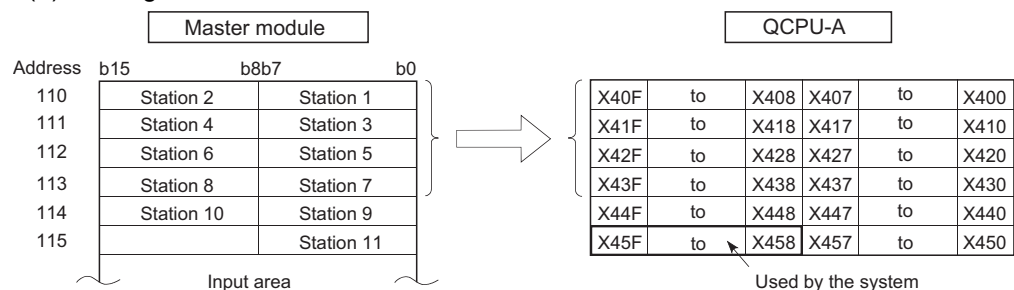 Master module QCPU-A
Address b15 b8b7 b0
110 Station 2 Station 1 X40F to X408 X407 to X400
111 Station 4 Station 3 X41F to X418 X417 to X410
112 Station 6 Station 5 X42F to X428 X427 to X420
113 Station 8 Station 7 X43F to X438 X437 to X430
114 Station 10 Station 9 X44F to X448 X447 to X440
115 Station 11 X45F to X458 X457 to X450
Input area Used by the system